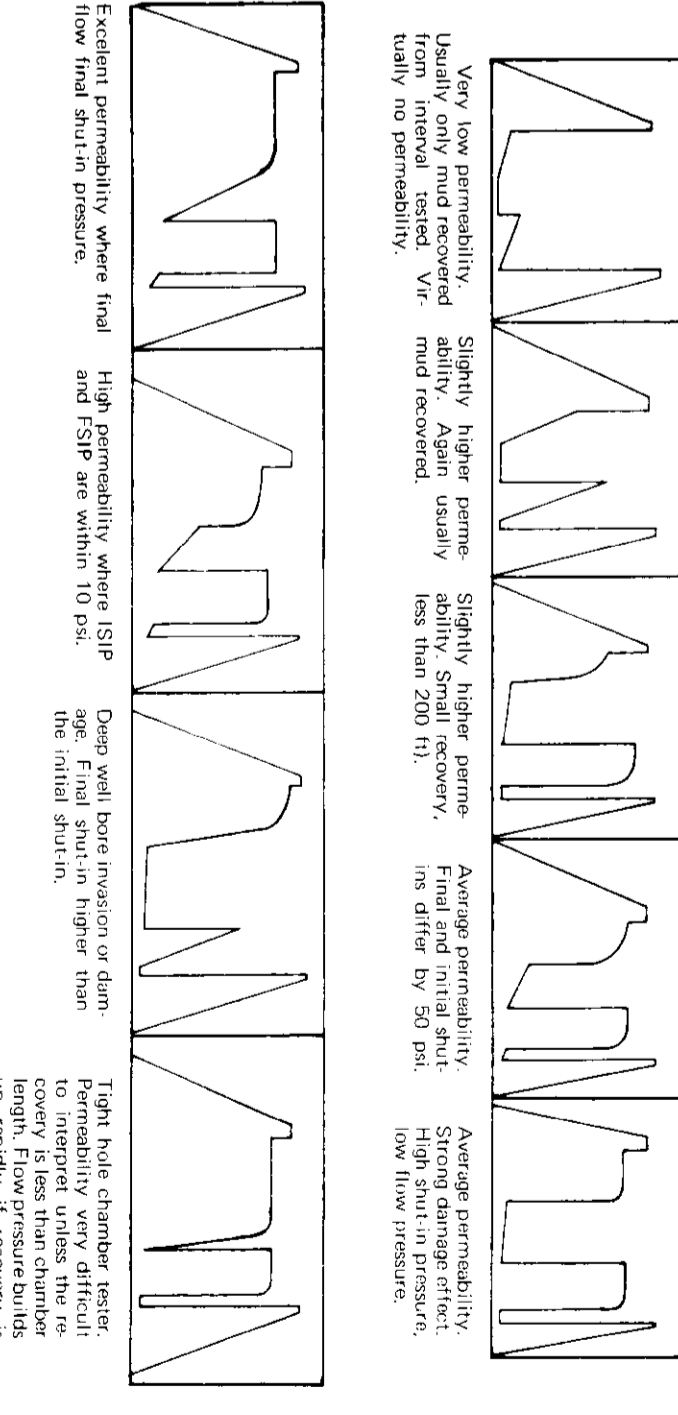 Very low permeability.
Usually only mud recovered
from interval tested. Vir-
tually no permeability.
Slightly higher perme-
ability. Again usually
mud recovered.
Slightly higher perme-
ability. Small recovery,
less than 200 ft).
Average permeability.
Final and initial shut-
ins differ by 50 psi.
Average permeability.
Strong damage effect.
High shut-in pressure,
low flow pressure.
Excelent permeability where final
flow final shut-in pressure.
High permeability where ISIP
and FSIP are within 10 psi.
Deep well bore invasion or dam-
age. Final shut-in higher than
the initial shut-in.
Tight hole chamber tester.
Permeability very difficult
to interpret unless the re-
covery is less than chamber
length. Flow pressure builds